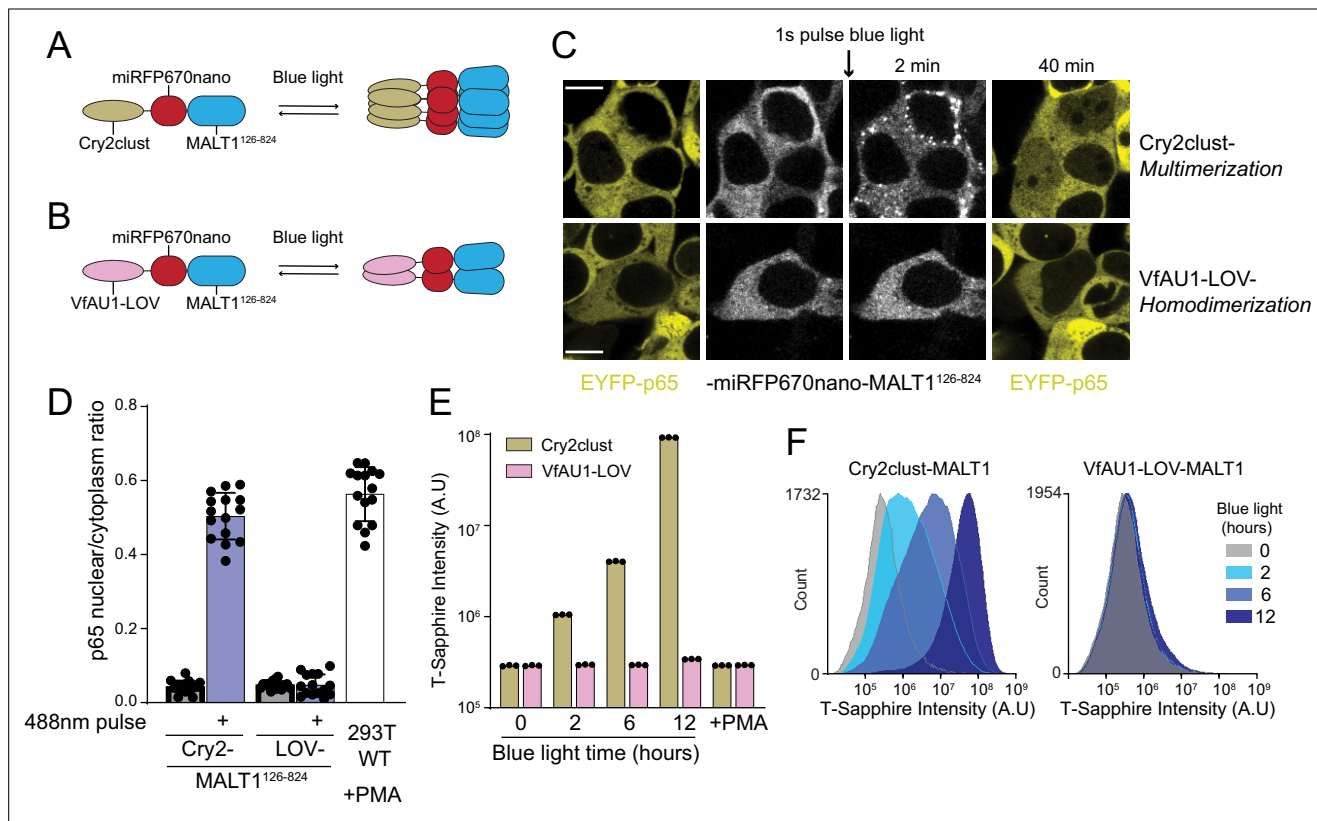 A
miRFP670nano
Blue light
Cry2clust
MALT1126-824
B
miRFP670nano
Blue light
VfAU1-LOV
MALT1126-824
C
1s pulse blue light
2 min
40 min
Cry2clust-
Multimerization
VfAU1-LOV-
Homodimerization
EYFP-p65
-miRFP670nano-MALT1126-824
EYFP-p65
D
p65 nuclear/cytoplasm ratio
0.8
0.6
0.4
0.2
0.0
488nm pulse
+
+
Cry2-
LOV-
MALT1126-824
293T
WT
+PMA
E
T-Sapphire Intensity (A.U)
10⁸
10⁷
10⁶
10⁵
Cry2clust
VfAU1-LOV
0
2
6
12
+PMA
Blue light time (hours)
F
Cry2clust-MALT1
1732
Count
0
10⁵
10⁶
10⁷
10⁸
10⁹
T-Sapphire Intensity (A.U)
VfAU1-LOV-MALT1
1954
Count
0
10⁵
10⁶
10⁷
10⁸
10⁹
T-Sapphire Intensity (A.U)
Blue light
(hours)
0
2
6
12